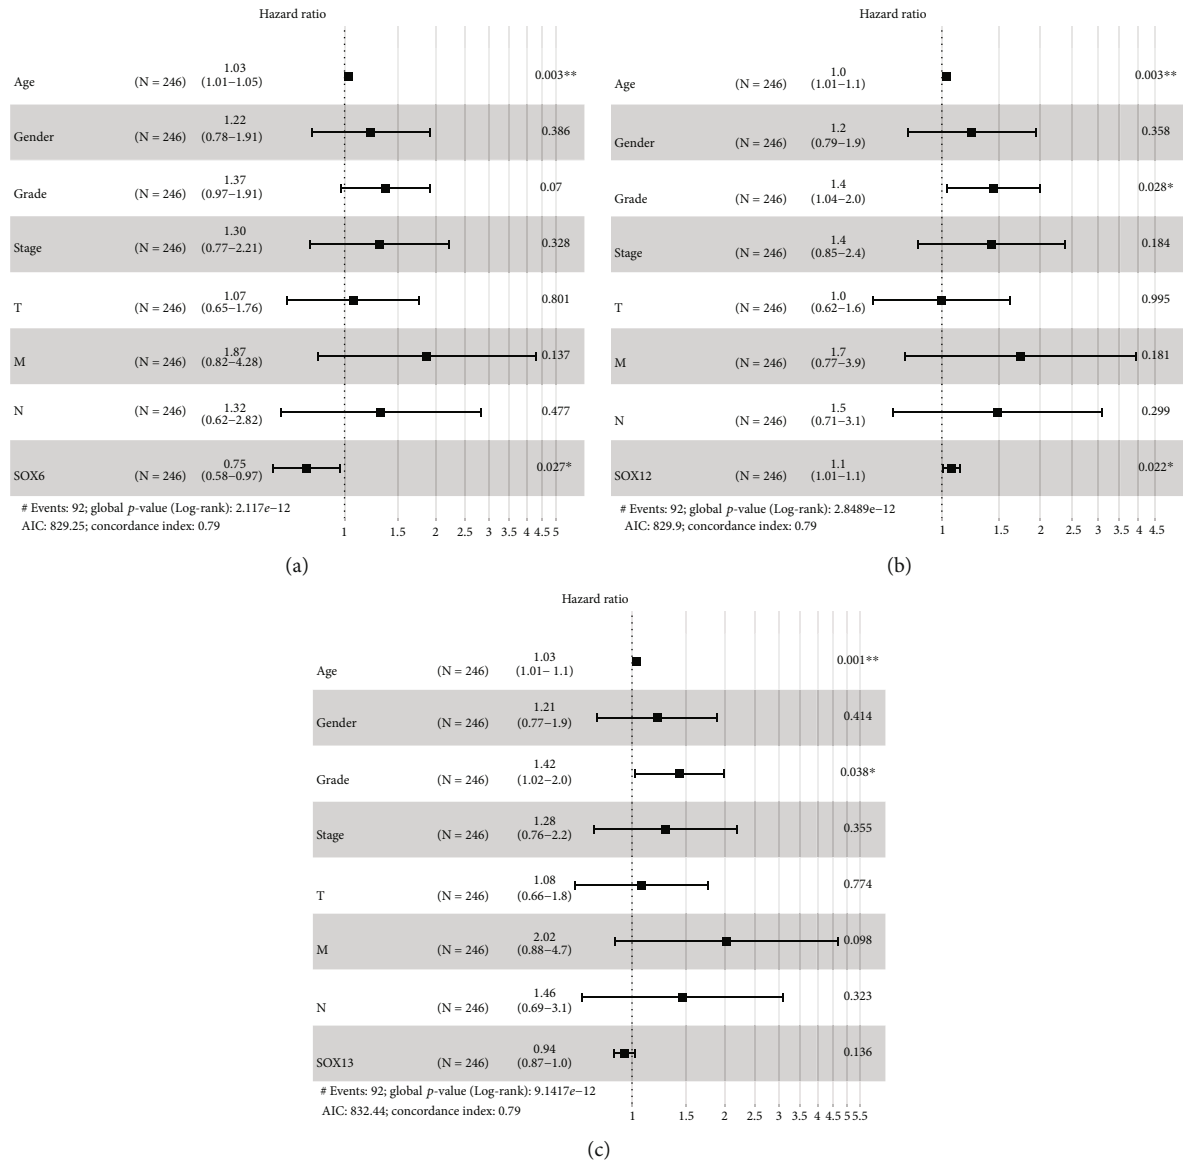 Hazard ratio
Age (N = 246) 1.03 (1.01−1.05) 0.003**
Gender (N = 246) 1.22 (0.78−1.91) 0.386
Grade (N = 246) 1.37 (0.97−1.91) 0.07
Stage (N = 246) 1.30 (0.77−2.21) 0.328
T (N = 246) 1.07 (0.65−1.76) 0.801
M (N = 246) 1.87 (0.82−4.28) 0.137
N (N = 246) 1.32 (0.62−2.82) 0.477
SOX6 (N = 246) 0.75 (0.58−0.97) 0.027*
# Events: 92; global p-value (Log-rank): 2.117e−12
AIC: 829.25; concordance index: 0.79
1 1.5 2 2.5 3 3.5 4 4.5 5
(a)
Hazard ratio
Age (N = 246) 1.0 (1.01−1.1) 0.003**
Gender (N = 246) 1.2 (0.79−1.9) 0.358
Grade (N = 246) 1.4 (1.04−2.0) 0.028*
Stage (N = 246) 1.4 (0.85−2.4) 0.184
T (N = 246) 1.0 (0.62−1.6) 0.995
M (N = 246) 1.7 (0.77−3.9) 0.181
N (N = 246) 1.5 (0.71−3.1) 0.299
SOX12 (N = 246) 1.1 (1.01−1.1) 0.022*
# Events: 92; global p-value (Log-rank): 2.8489e−12
AIC: 829.9; concordance index: 0.79
1 1.5 2 2.5 3 3.5 4 4.5
(b)
Hazard ratio
Age (N = 246) 1.03 (1.01− 1.1) 0.001**
Gender (N = 246) 1.21 (0.77−1.9) 0.414
Grade (N = 246) 1.42 (1.02−2.0) 0.038*
Stage (N = 246) 1.28 (0.76−2.2) 0.355
T (N = 246) 1.08 (0.66−1.8) 0.774
M (N = 246) 2.02 (0.88−4.7) 0.098
N (N = 246) 1.46 (0.69−3.1) 0.323
SOX13 (N = 246) 0.94 (0.87−1.0) 0.136
# Events: 92; global p-value (Log-rank): 9.1417e−12
AIC: 832.44; concordance index: 0.79
1 1.5 2 2.5 3 3.5 4 4.5 5 5.5
(c)